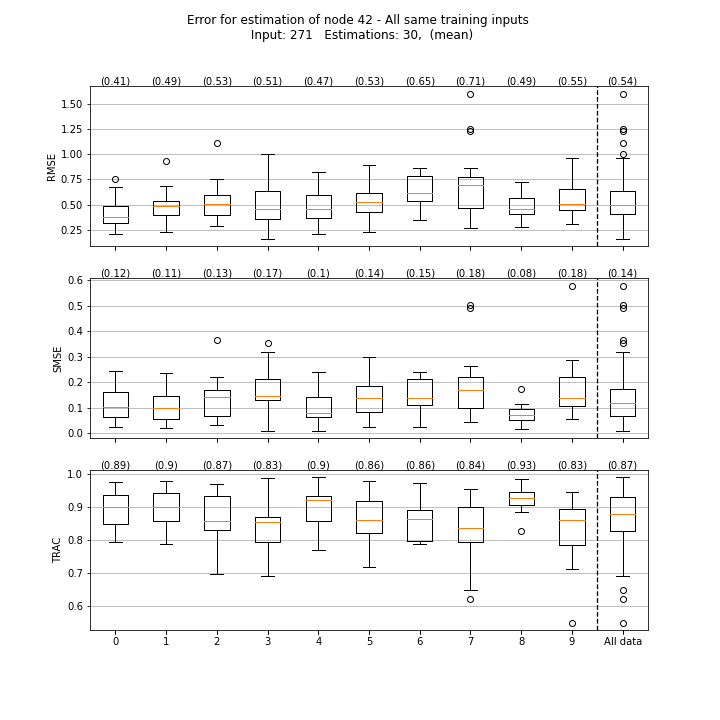 Error for estimation of node 42 - All same training inputs
Input: 271   Estimations: 30,  (mean)
(0.41) (0.49) (0.53) (0.51) (0.47) (0.53) (0.65) (0.71) (0.49) (0.55) (0.54)
1.50
1.25
1.00
0.75
0.50
0.25
RMSE
(0.12) (0.11) (0.13) (0.17) (0.1) (0.14) (0.15) (0.18) (0.08) (0.18) (0.14)
0.6
0.5
0.4
0.3
0.2
0.1
0.0
SMSE
(0.89) (0.9) (0.87) (0.83) (0.9) (0.86) (0.86) (0.84) (0.93) (0.83) (0.87)
1.0
0.9
0.8
0.7
0.6
TRAC
0 1 2 3 4 5 6 7 8 9 All data